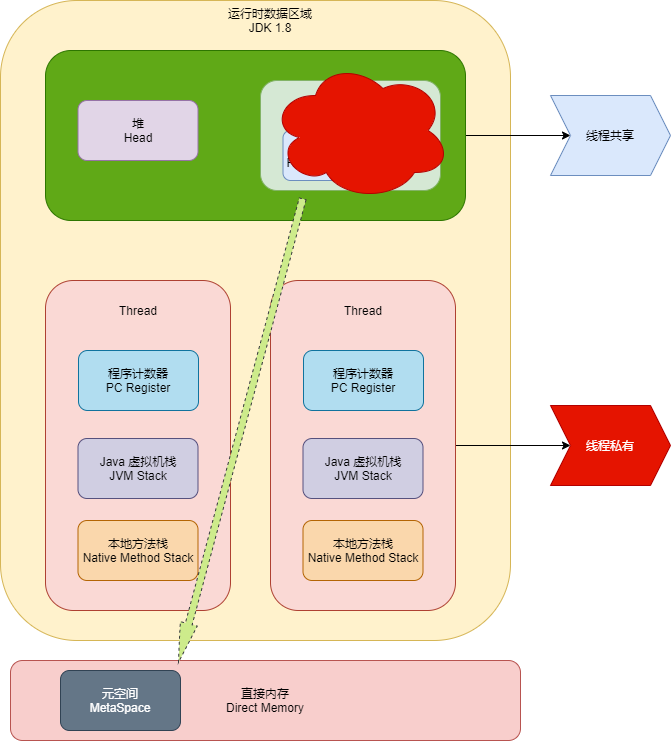 运行时数据区域
JDK 1.8
堆
Head
线程共享
Thread
Thread
程序计数器
PC Register
程序计数器
PC Register
Java 虚拟机栈
JVM Stack
Java 虚拟机栈
JVM Stack
线程私有
本地方法栈
Native Method Stack
本地方法栈
Native Method Stack
元空间
MetaSpace
直接内存
Direct Memory